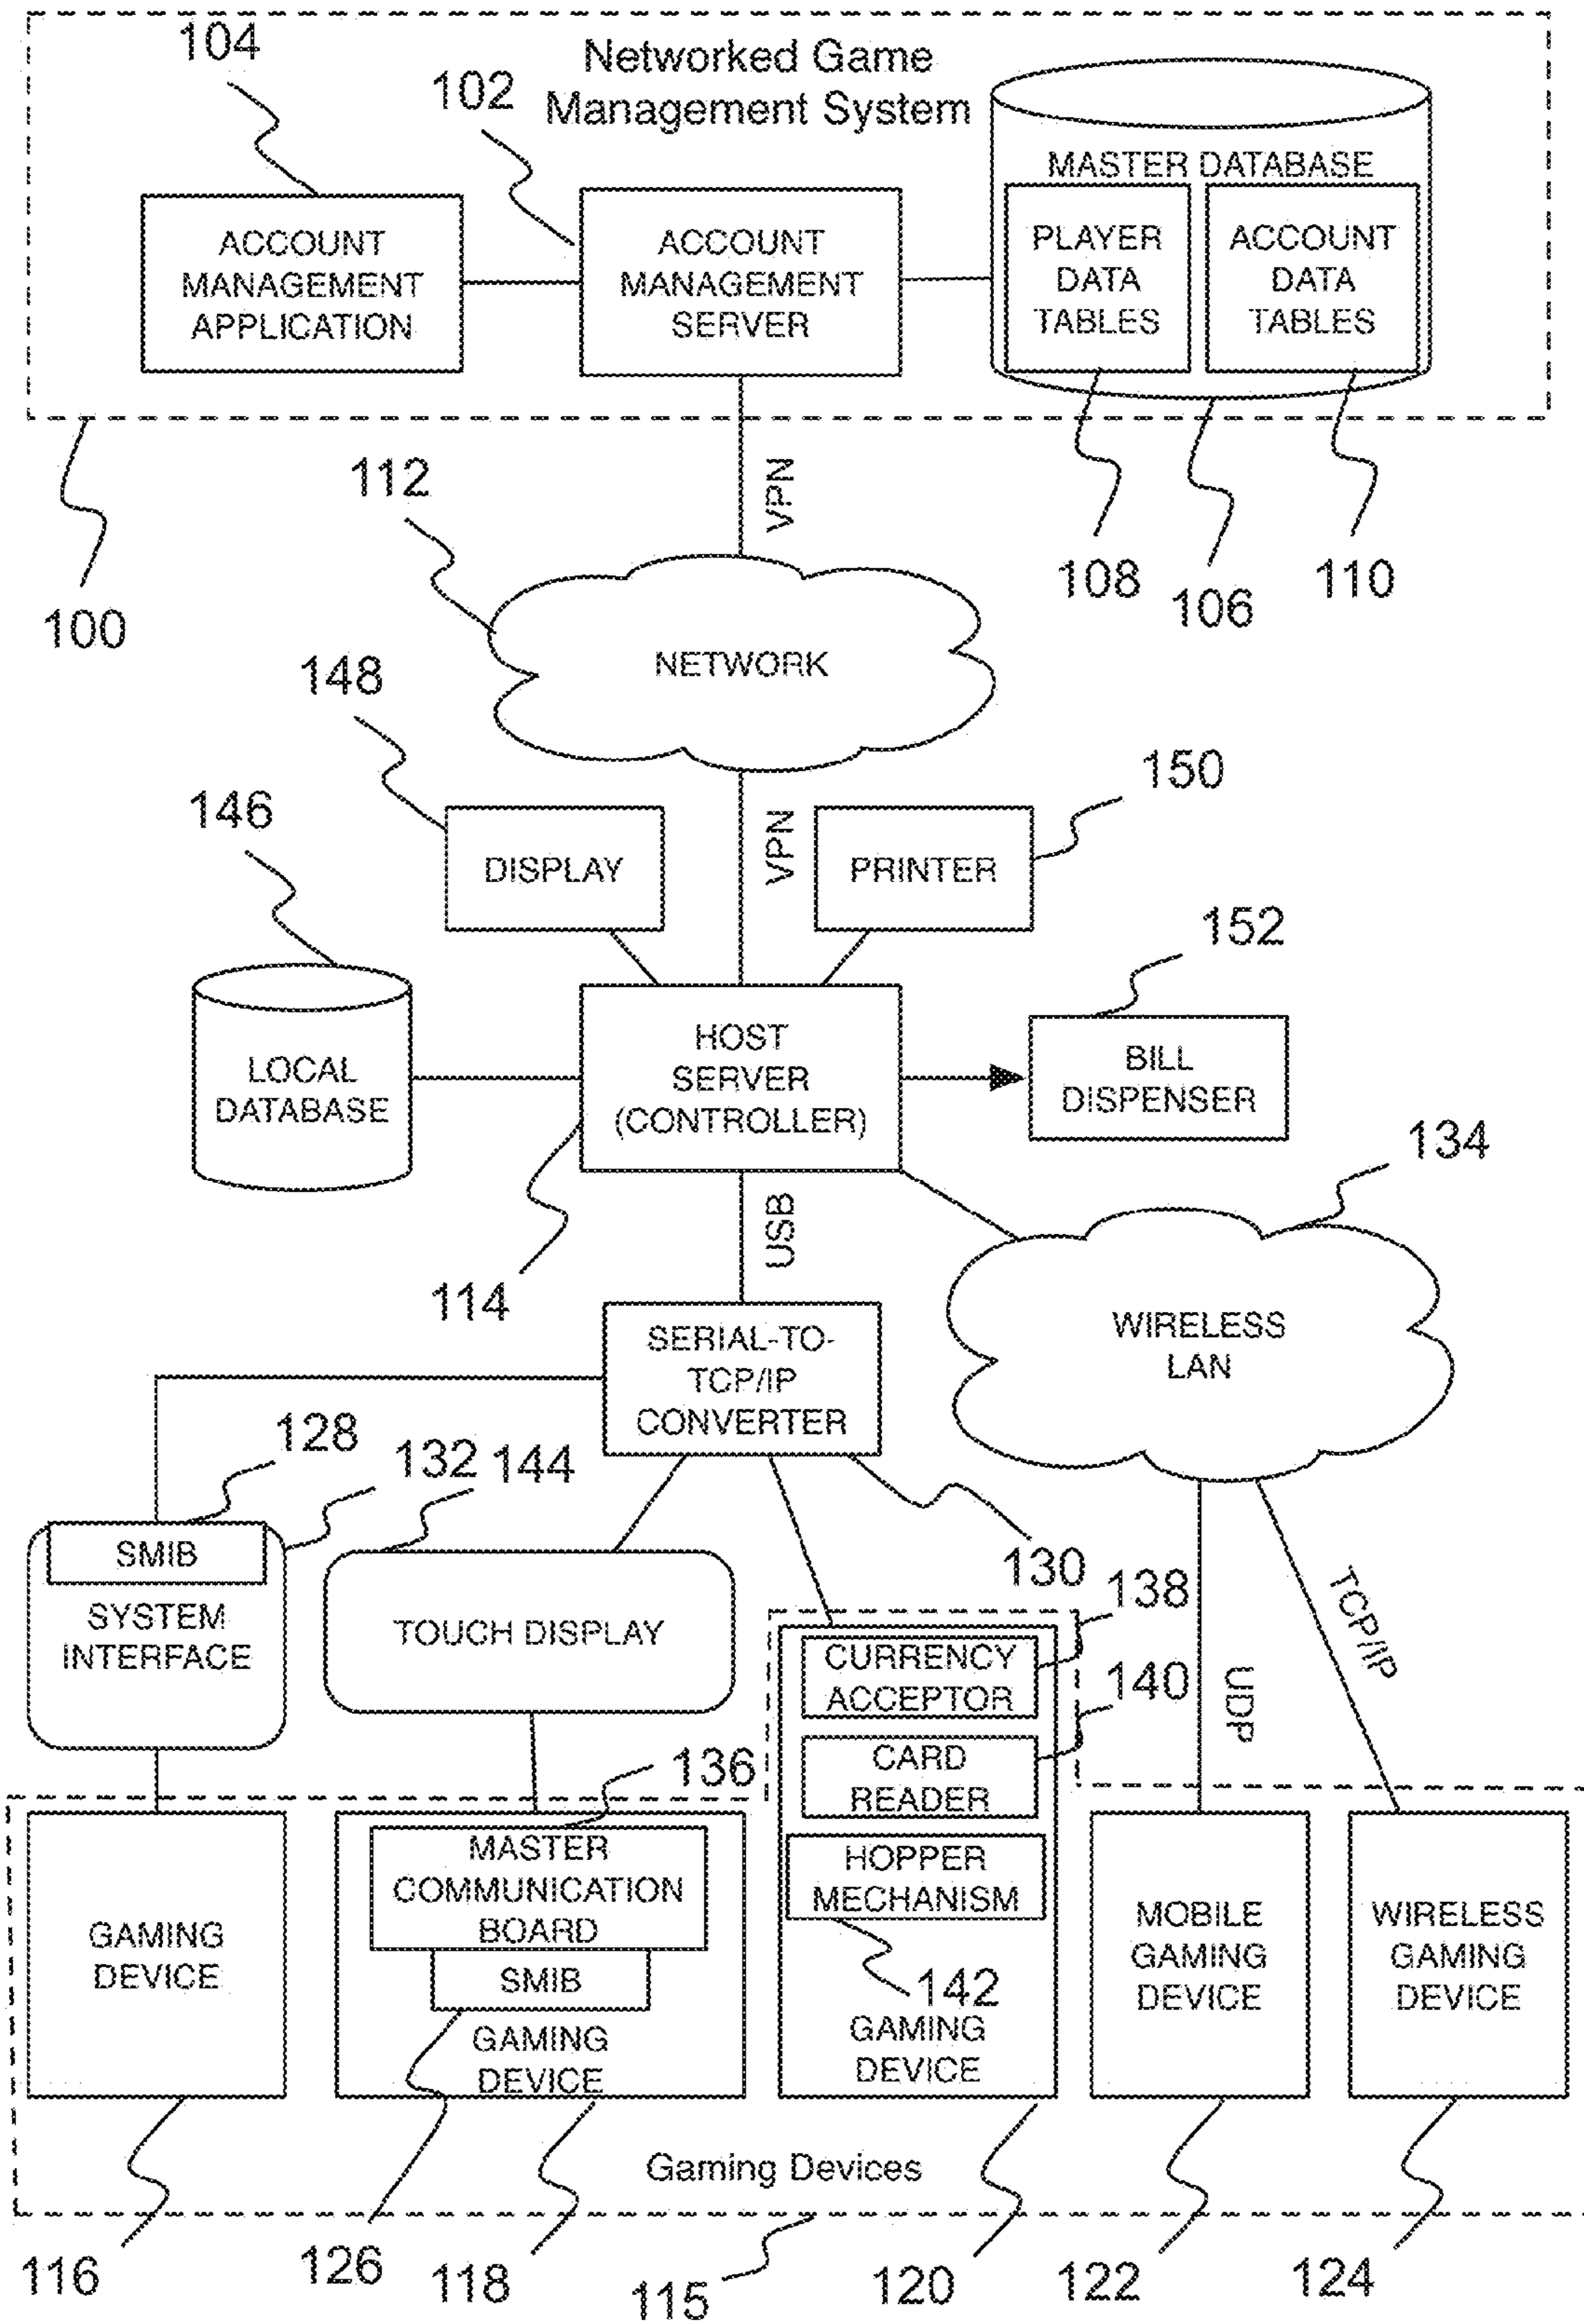 104
Networked Game
Management System
102
MASTER DATABASE
ACCOUNT
MANAGEMENT
APPLICATION
ACCOUNT
MANAGEMENT
SERVER
PLAYER
DATA
TABLES
ACCOUNT
DATA
TABLES
112
VPN
108
106
110
100
NETWORK
148
150
146
DISPLAY
VPN
PRINTER
152
LOCAL
DATABASE
HOST
SERVER
(CONTROLLER)
BILL
DISPENSER
134
USB
114
SERIAL-TO-
TCP/IP
CONVERTER
WIRELESS
LAN
128
132
144
130
138
SMIB
SYSTEM
INTERFACE
TOUCH DISPLAY
CURRENCY
ACCEPTOR
140
UDP
TCP/IP
136
CARD
READER
MASTER
COMMUNICATION
BOARD
HOPPER
MECHANISM
GAMING
DEVICE
SMIB
142
MOBILE
GAMING
DEVICE
WIRELESS
GAMING
DEVICE
GAMING
DEVICE
GAMING
DEVICE
Gaming Devices
116
126
118
115
120
122
124